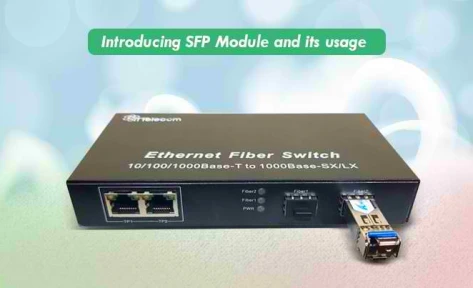 Introducing SFP Module and its usage
Ethernet Fiber Switch
10/100/1000Base-T to 1000Base-SX/LX
Fiber2
Fiber1
PWR
Fiber1